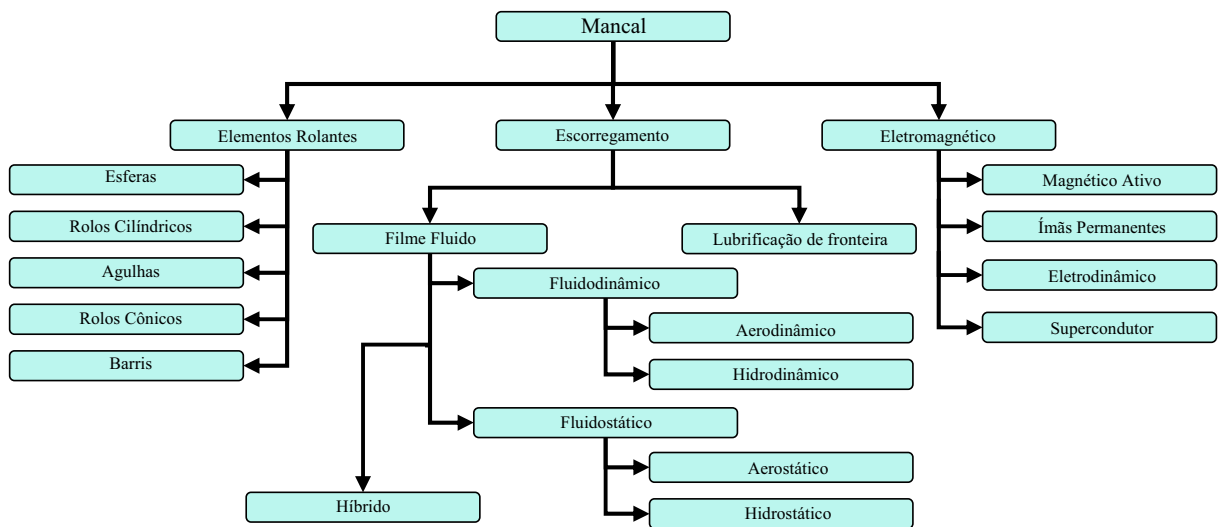 Mancal
Elementos Rolantes
Escorregamento
Eletromagnético
Esferas
Rolos Cilíndricos
Agulhas
Rolos Cônicos
Barris
Filme Fluido
Lubrificação de fronteira
Fluidodinâmico
Aerodinâmico
Hidrodinâmico
Fluidostático
Aerostático
Hidrostático
Híbrido
Magnético Ativo
Ímãs Permanentes
Eletrodinâmico
Supercondutor